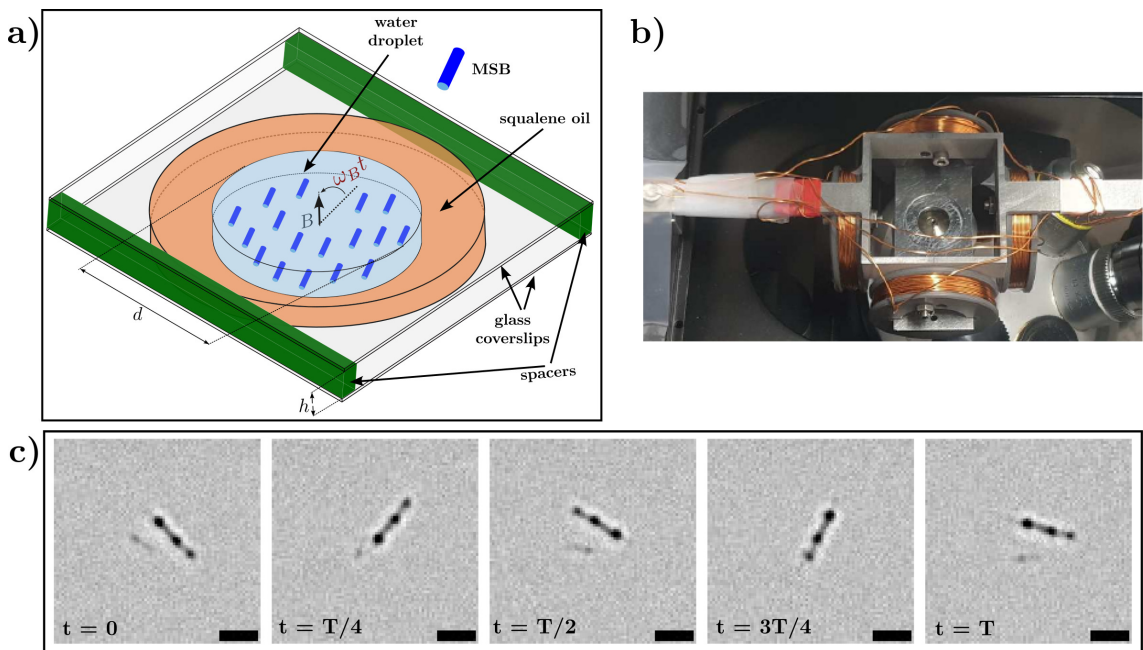 a)
water
droplet
MSB
squalene oil
ω_B t
B
d
glass
coverslips
spacers
h
b)
c)
t = 0
t = T/4
t = T/2
t = 3T/4
t = T